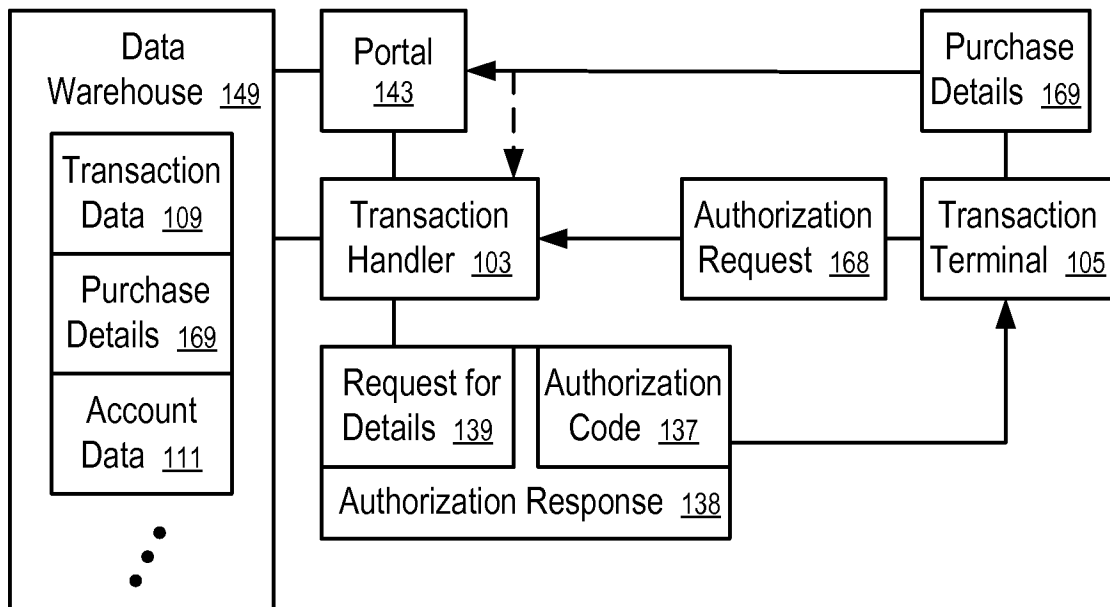 Data
Warehouse 149
Transaction
Data 109
Purchase
Details 169
Account
Data 111
Portal
143
Purchase
Details 169
Transaction
Handler 103
Authorization
Request 168
Transaction
Terminal 105
Request for
Details 139
Authorization
Code 137
Authorization Response 138